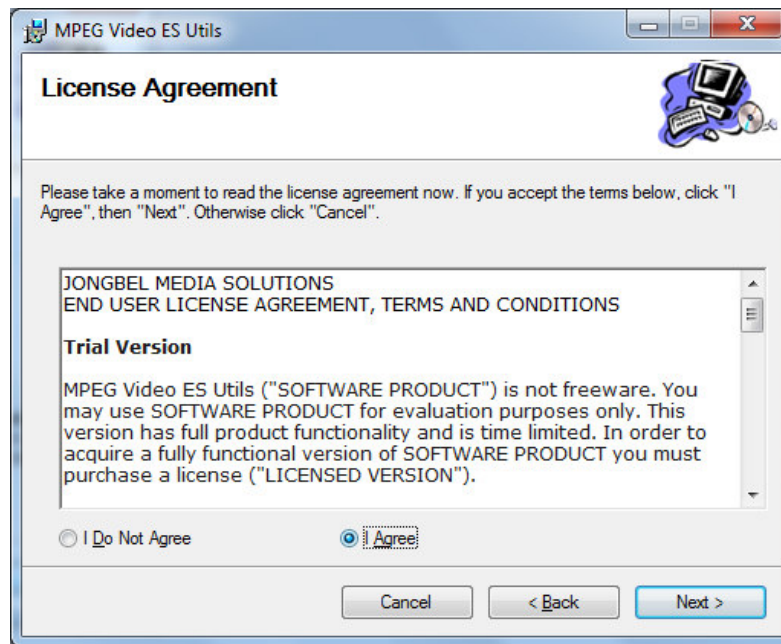 MPEG Video ES Utils
License Agreement
Please take a moment to read the license agreement now. If you accept the terms below, click "I
Agree", then "Next". Otherwise click "Cancel".
JONGBEL MEDIA SOLUTIONS
END USER LICENSE AGREEMENT, TERMS AND CONDITIONS
Trial Version
MPEG Video ES Utils ("SOFTWARE PRODUCT") is not freeware. You
may use SOFTWARE PRODUCT for evaluation purposes only. This
version has full product functionality and is time limited. In order to
acquire a fully functional version of SOFTWARE PRODUCT you must
purchase a license ("LICENSED VERSION").
I Do Not Agree
I Agree
Cancel
< Back
Next >